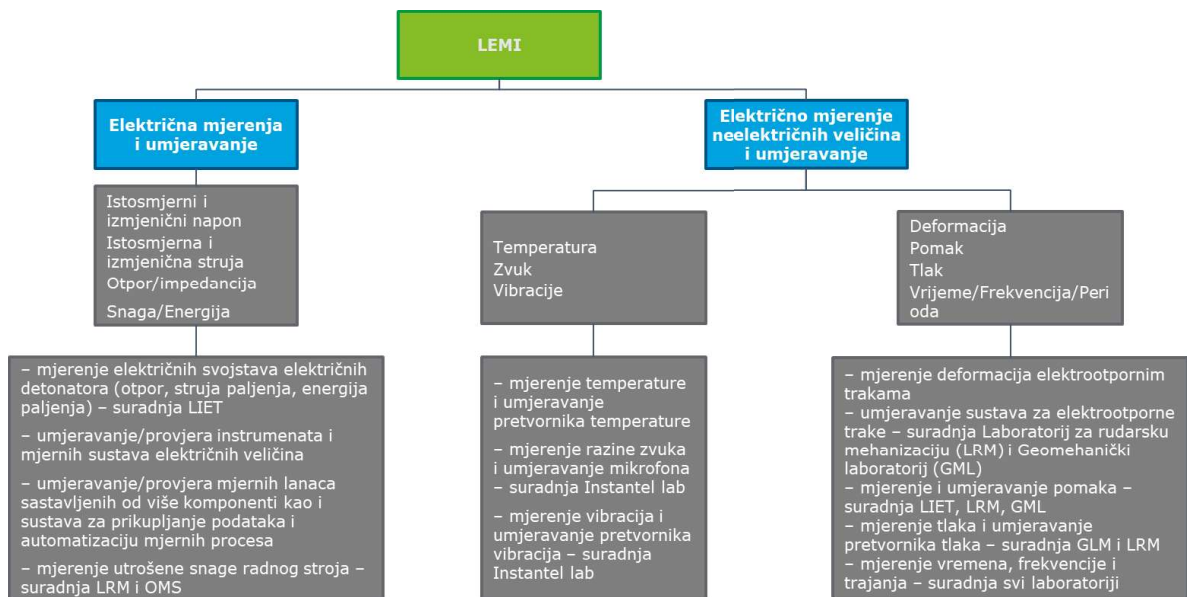 LEMI
Električna mjerenja
i umjeravanje
Električno mjerenje
neelektričnih veličina
i umjeravanje
Istosmjerni i
izmjenični napon
Istosmjerna i
izmjenična struja
Otpor/impedancija
Snaga/Energija
Temperatura
Zvuk
Vibracije
Deformacija
Pomak
Tlak
Vrijeme/Frekvencija/Peri
oda
– mjerenje električnih svojstava električnih
detonatora (otpor, struja paljenja, energija
paljenja) – suradnja LIET
– umjeravanje/provjera instrumenata i
mjernih sustava električnih veličina
– umjeravanje/provjera mjernih lanaca
sastavljenih od više komponenti kao i
sustava za prikupljanje podataka i
automatizaciju mjernih procesa
– mjerenje utrošene snage radnog stroja –
suradnja LRM i OMS
– mjerenje temperature
i umjeravanje
pretvornika temperature
– mjerenje razine zvuka
i umjeravanje mikrofona
– suradnja Instantel lab
– mjerenje vibracija i
umjeravanje pretvornika
vibracija – suradnja
Instantel lab
– mjerenje deformacija elektrootpornim
trakama
– umjeravanje sustava za elektrootporne
trake – suradnja Laboratorij za rudarsku
mehanizaciju (LRM) i Geomehanički
laboratorij (GML)
– mjerenje i umjeravanje pomaka –
suradnja LIET, LRM, GML
– mjerenje tlaka i umjeravanje
pretvornika tlaka – suradnja GLM i LRM
– mjerenje vremena, frekvencije i
trajanja – suradnja svi laboratoriji